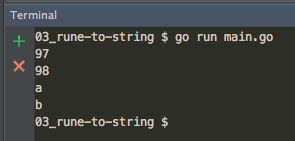 Terminal
03_rune-to-string $ go run main.go
97
98
a
b
03_rune-to-string $